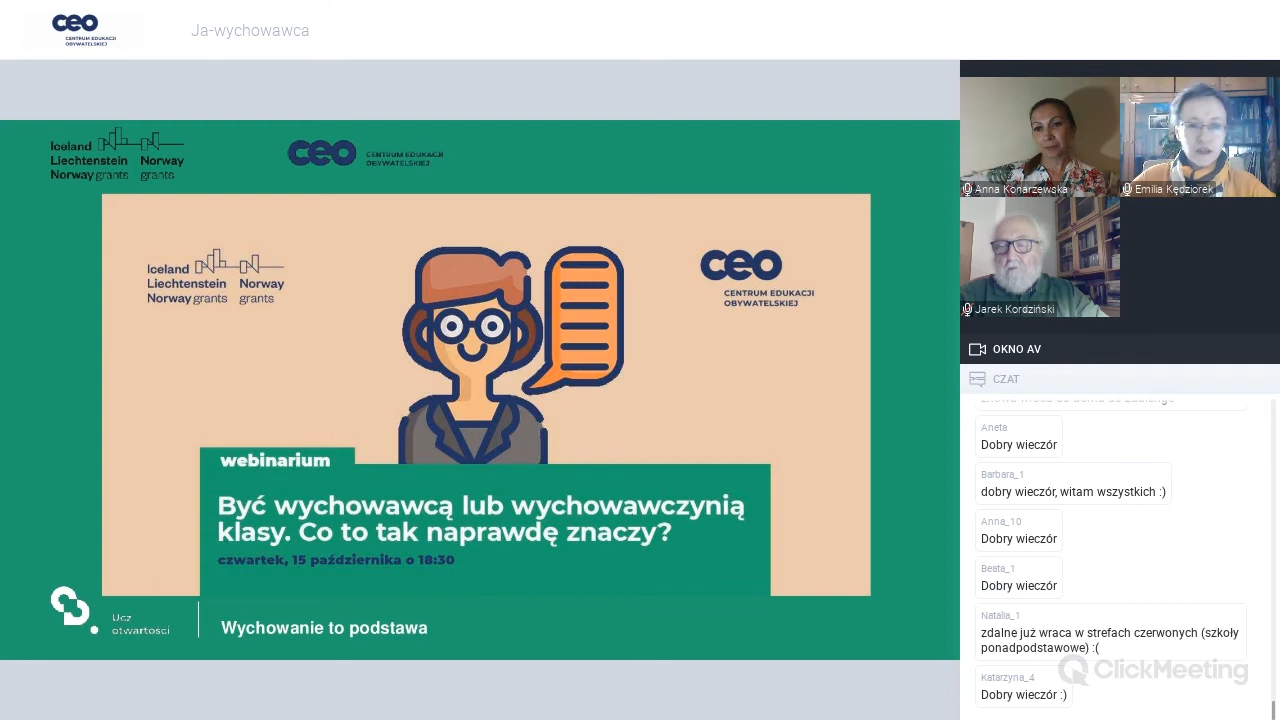 ceo
CENTRUM EDUKACJI
OBYWATELSKIEJ
Ja-wychowawca
Iceland
Liechtenstein Norway
Norway grants grants
ceo CENTRUM EDUKACJI
OBYWATELSKIEJ
Iceland
Liechtenstein Norway
Norway grants grants
ceo
CENTRUM EDUKACJI
OBYWATELSKIEJ
webinarium
Być wychowawcą lub wychowawczynią
klasy. Co to tak naprawdę znaczy?
czwartek, 15 października o 18:30
Ucz
otwartości
Wychowanie to podstawa
Anna Konarzewska
Emilia Kędziorek
Jarek Kordziński
OKNO AV
CZAT
Aneta
Dobry wieczór
Barbara_1
dobry wieczór, witam wszystkich :)
Anna_10
Dobry wieczór
Beata_1
Dobry wieczór
Natalia_1
zdalne już wraca w strefach czerwonych (szkoły
ponadpodstawowe) :(
Katarzyna_4
Dobry wieczór :)
ClickMeeting